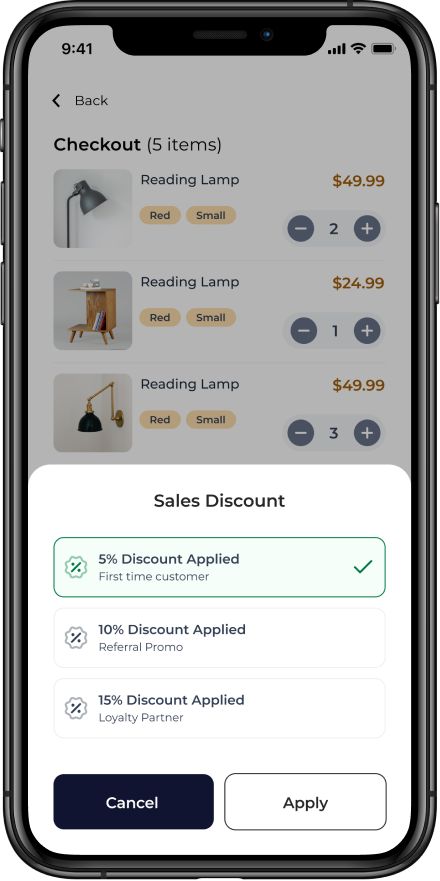 9:41
Back
Checkout (5 items)
Reading Lamp
$49.99
Red Small
2
Reading Lamp
$24.99
Red Small
1
Reading Lamp
$49.99
Red Small
3
Sales Discount
5% Discount Applied
First time customer
10% Discount Applied
Referral Promo
15% Discount Applied
Loyalty Partner
Cancel Apply